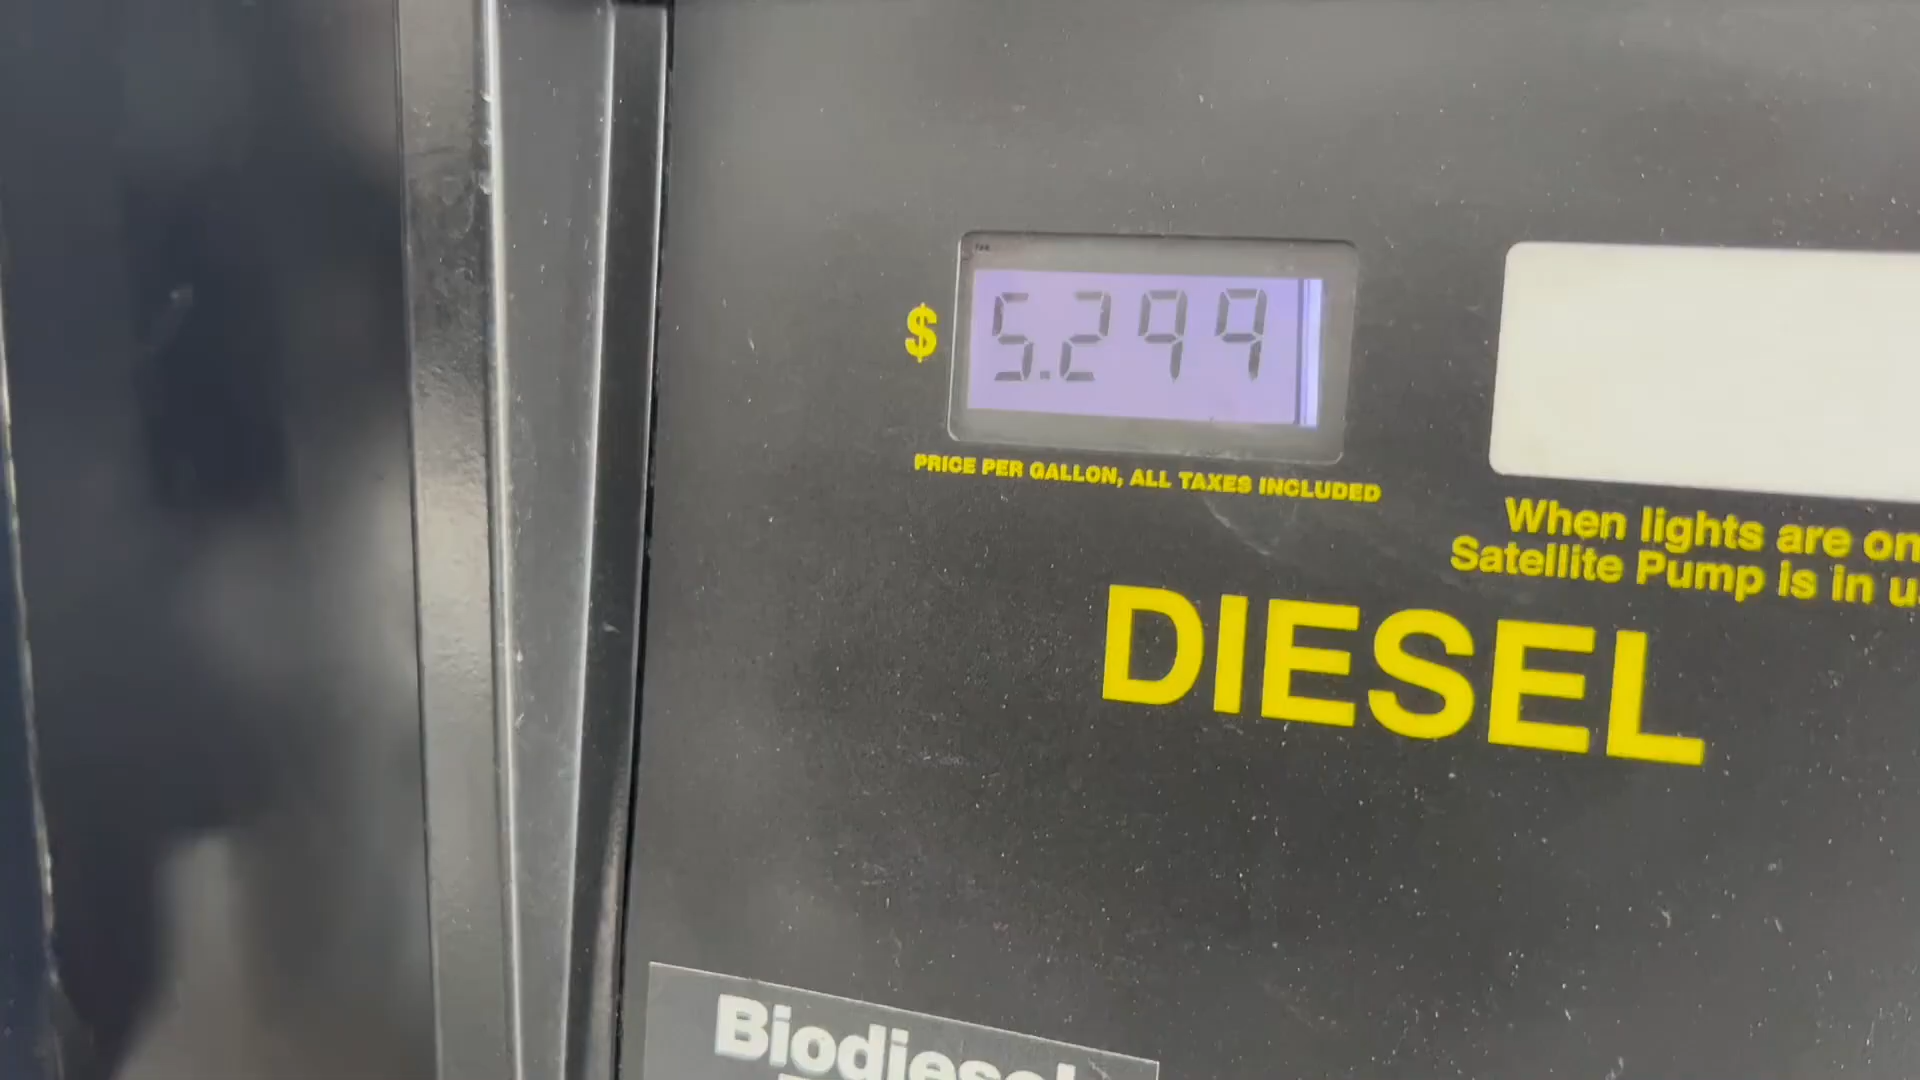 $ 5.299
PRICE PER GALLON, ALL TAXES INCLUDED
When lights are on
Satellite Pump is in
DIESEL
Biodiesel